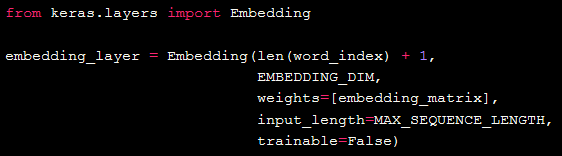 from keras.layers import Embedding
embedding_layer = Embedding(len(word_index) + 1,
EMBEDDING_DIM,
weights=[embedding_matrix],
input_length=MAX_SEQUENCE_LENGTH,
trainable=False)